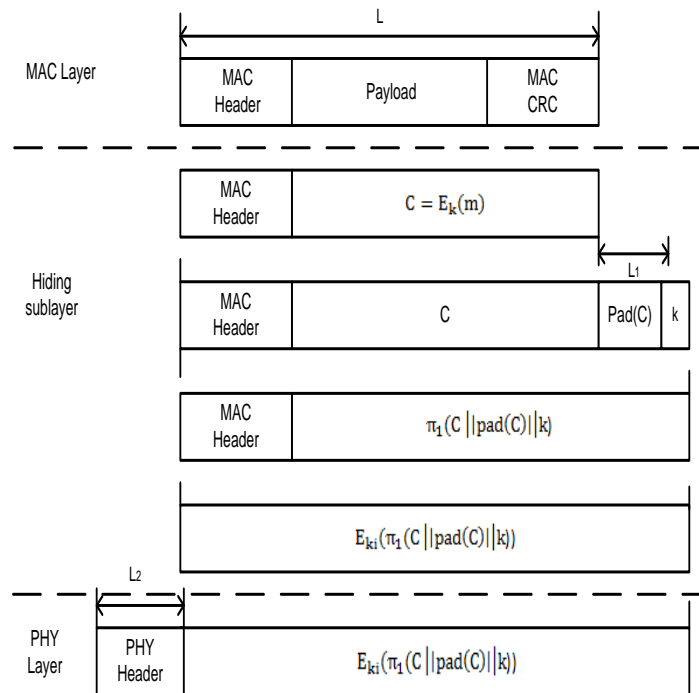 L
MAC Layer
MAC
Header
Payload
MAC
CRC
MAC
Header
C = E_k(m)
Hiding
sublayer
L1
MAC
Header
C
Pad(C)
k
MAC
Header
π₁(C||pad(C)||k)
E_ki(π₁(C||pad(C)||k))
L2
PHY
Layer
PHY
Header
E_ki(π₁(C||pad(C)||k))